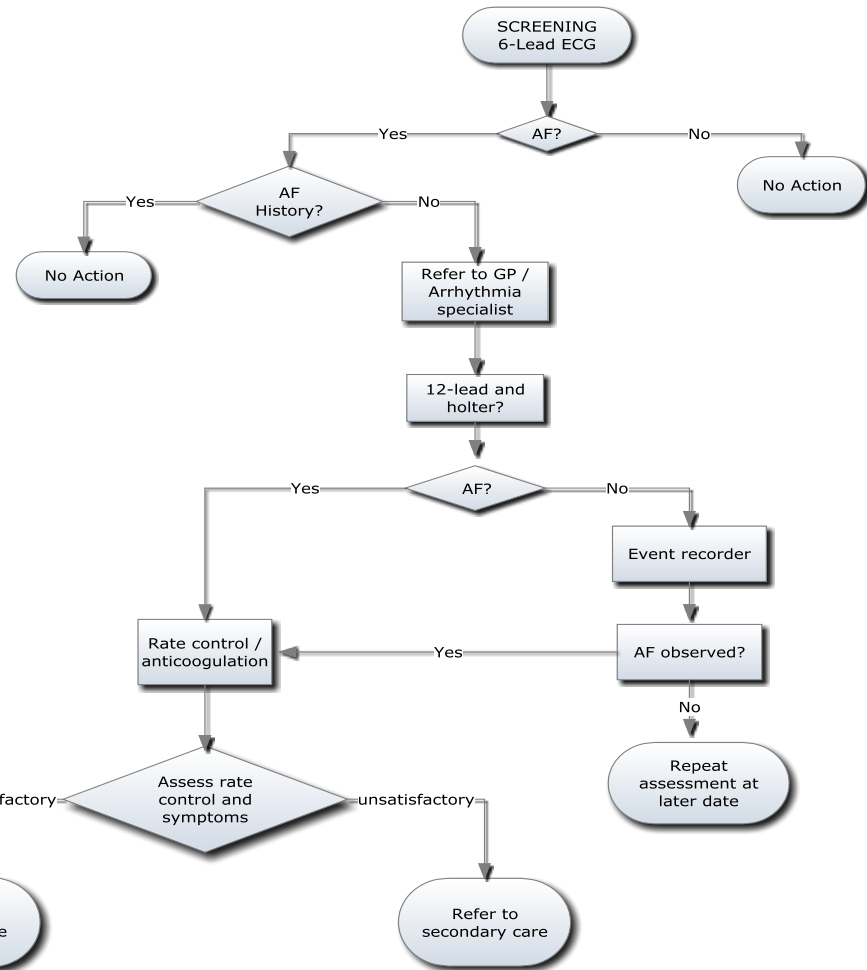 SCREENING
6-Lead ECG
AF?
Yes
No
No Action
AF
History?
Yes
No
No Action
Refer to GP /
Arrhythmia
specialist
12-lead and
holter?
AF?
Yes
No
Event recorder
Rate control /
anticoogulation
Yes
AF observed?
No
Repeat
assessment at
later date
Assess rate
control and
symptoms
factory
unsatisfactory
Refer to
secondary care
e